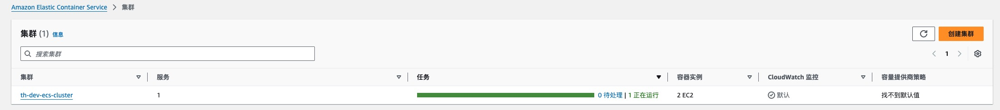 Amazon Elastic Container Service > 集群
集群 (1) 信息
创建集群
搜索集群
1
集群 服务 任务 容器实例 CloudWatch 监控 容量提供商策略
th-dev-ecs-cluster 1 0 待处理 | 1 正在运行 2 EC2 默认 找不到默认值